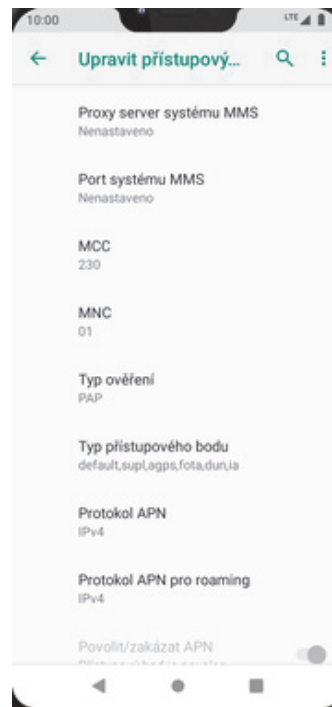 10:00
LTE
Upravit přístupový...
Proxy server systému MMS
Nenastaveno
Port systému MMS
Nenastaveno
MCC
230
MNC
01
Typ ověření
PAP
Typ přístupového bodu
default,supl,agps,fota,dun,ia
Protokol APN
IPv4
Protokol APN pro roaming
IPv4
Povolit/zakázat APN